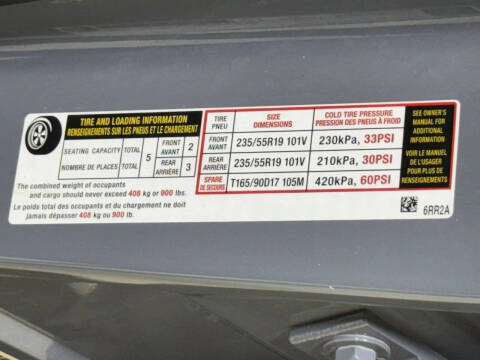 TIRE AND LOADING INFORMATION
RENSEIGNEMENTS SUR LES PNEUS ET LE CHARGEMENT
SEATING CAPACITY TOTAL 5 FRONT AVANT 2
NOMBRE DE PLACES TOTAL REAR ARRIÈRE 3
The combined weight of occupants
and cargo should never exceed 408 kg or 900 lbs.
Le poids total des occupants et du chargement ne doit
jamais dépasser 408 kg ou 900 lb.
TIRE PNEU SIZE DIMENSIONS COLD TIRE PRESSURE PRESSION DES PNEUS À FROID
FRONT AVANT 235/55R19 101V 230kPa, 33PSI
REAR ARRIÈRE 235/55R19 101V 210kPa, 30PSI
SPARE DE SECOURS T165/90D17 105M 420kPa, 60PSI
SEE OWNER'S
MANUAL FOR
ADDITIONAL
INFORMATION
VOIR LE MANUEL
DE L'USAGER
POUR PLUS DE
RENSEIGNEMENTS
6RR2A